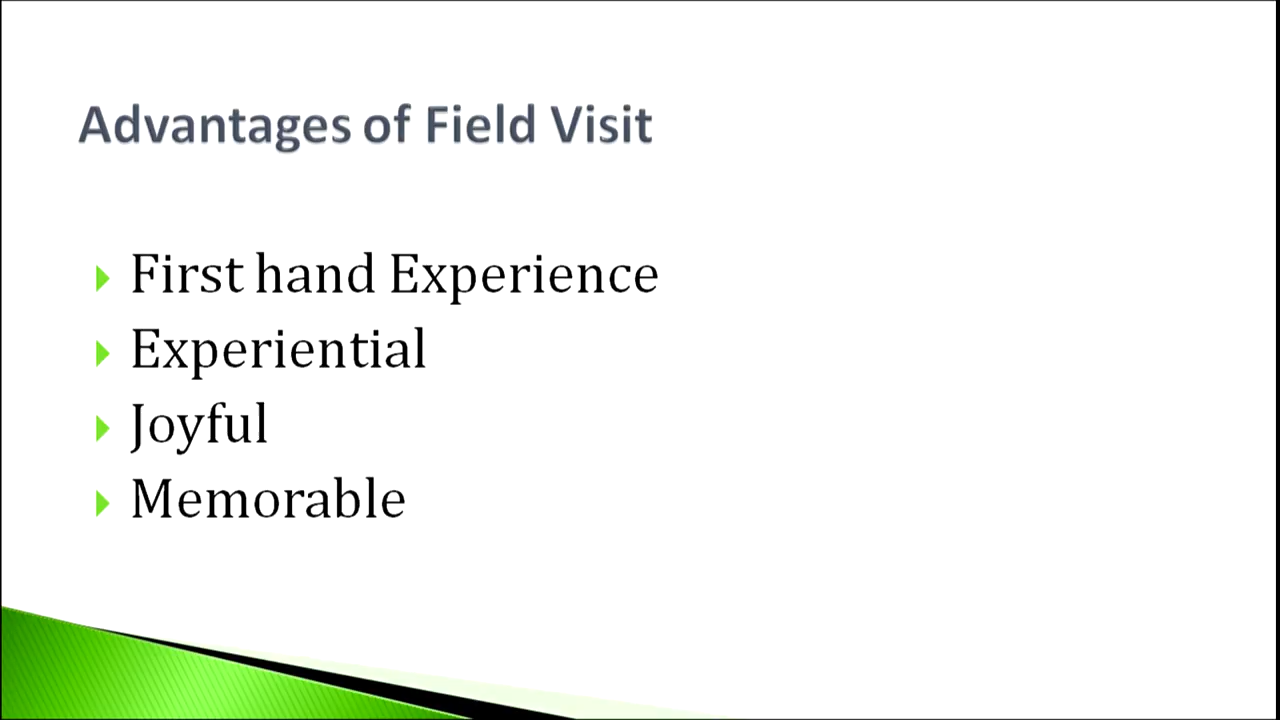 Advantages of Field Visit
First hand Experience
Experiential
Joyful
Memorable